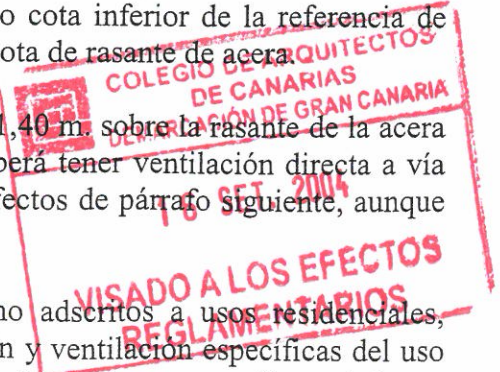 o cota inferior de la referencia de
ota de rasante de acera.
COLEGIO DE ARQUITECTOS
DE CANARIAS
DEMARCACIÓN DE GRAN CANARIA
1,40 m. sobre la rasante de la acera
berá tener ventilación directa a vía
fectos de párrafo siguiente, aunque
16 SET. 2004
VISADO A LOS EFECTOS
REGLAMENTARIOS
no adscritos a usos residenciales,
n y ventilación específicas del uso